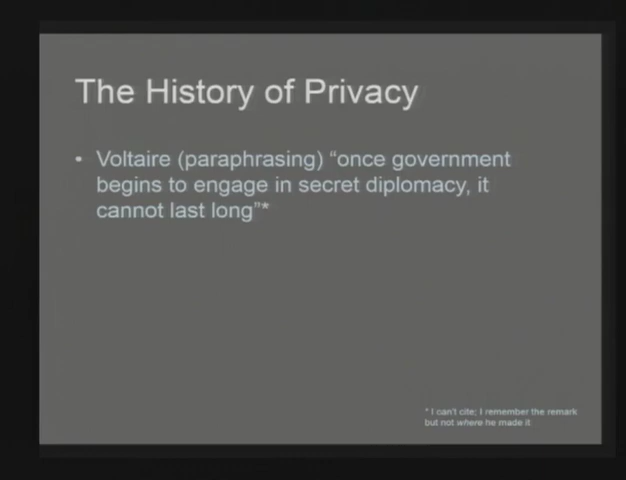 The History of Privacy
• Voltaire (paraphrasing) “once government
begins to engage in secret diplomacy, it
cannot last long”*
* I can't cite; I remember the remark
but not where he made it